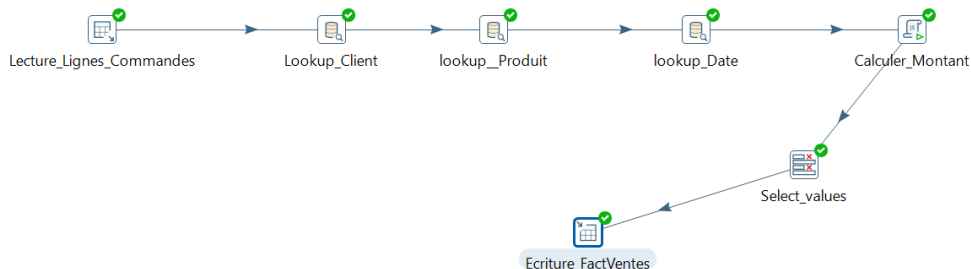 Lecture_Lignes_Commandes
Lookup_Client
lookup__Produit
lookup_Date
Calculer_Montant
Select_values
Ecriture_FactVentes